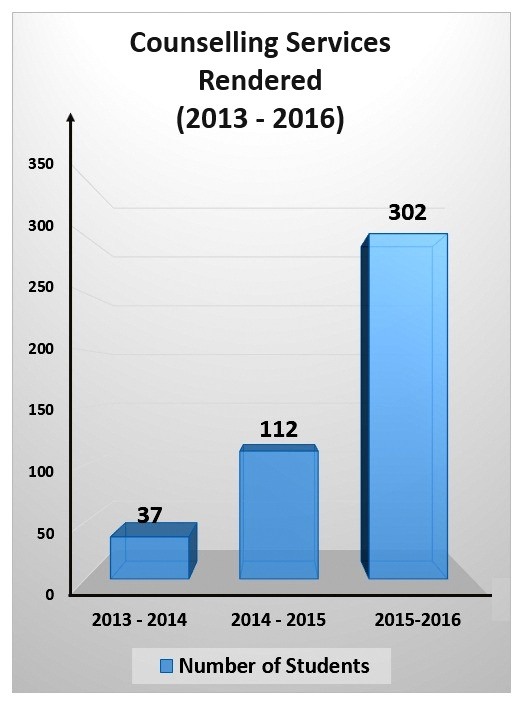 Counselling Services
Rendered
(2013 - 2016)
350
300
250
200
150
100
50
0
37
112
302
2013 - 2014
2014 - 2015
2015-2016
Number of Students